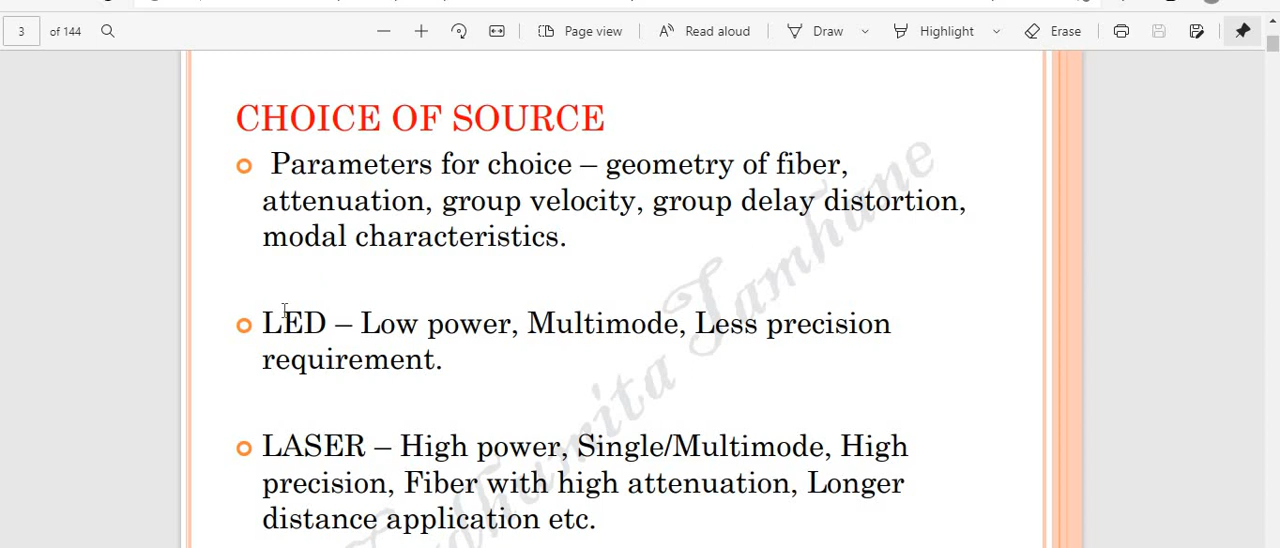 3 of 144 Page view Read aloud Draw Highlight Erase
CHOICE OF SOURCE
Parameters for choice – geometry of fiber,
attenuation, group velocity, group delay distortion,
modal characteristics.
LED – Low power, Multimode, Less precision
requirement.
LASER – High power, Single/Multimode, High
precision, Fiber with high attenuation, Longer
distance application etc.
Tamhane